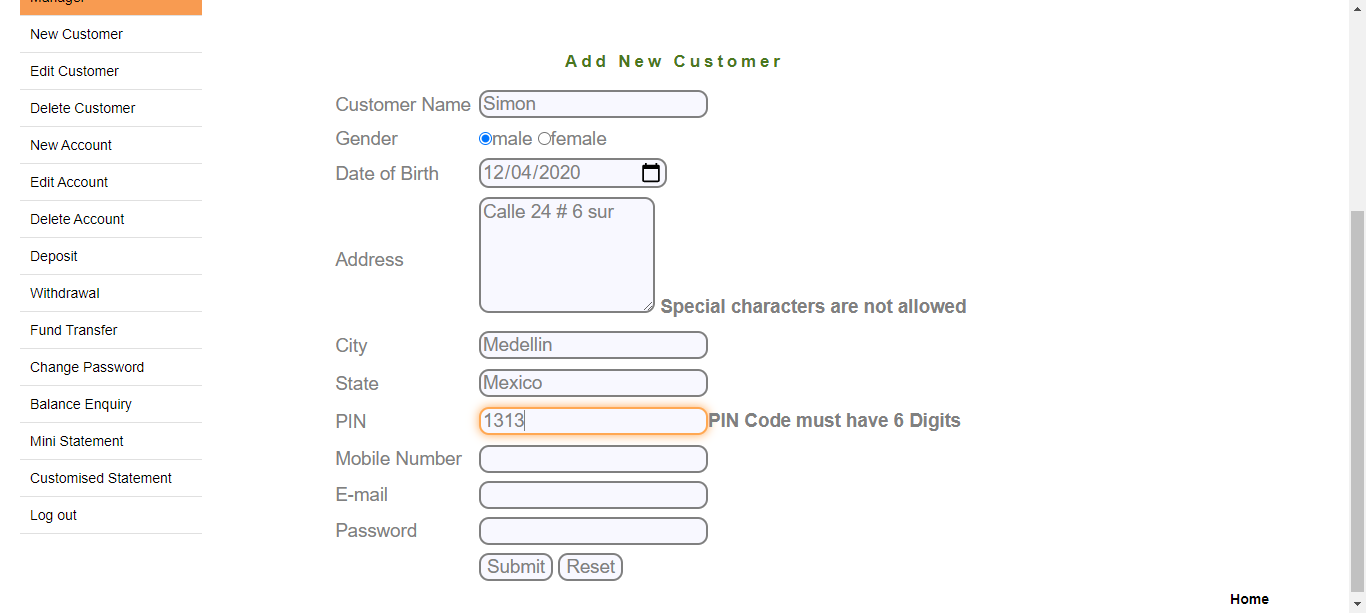 Manager
New Customer
Edit Customer
Delete Customer
New Account
Edit Account
Delete Account
Deposit
Withdrawal
Fund Transfer
Change Password
Balance Enquiry
Mini Statement
Customised Statement
Log out
Add New Customer
Customer Name Simon
Gender male female
Date of Birth 12/04/2020
Calle 24 # 6 sur
Address
Special characters are not allowed
City Medellin
State Mexico
PIN 1313 PIN Code must have 6 Digits
Mobile Number
E-mail
Password
Submit Reset
Home